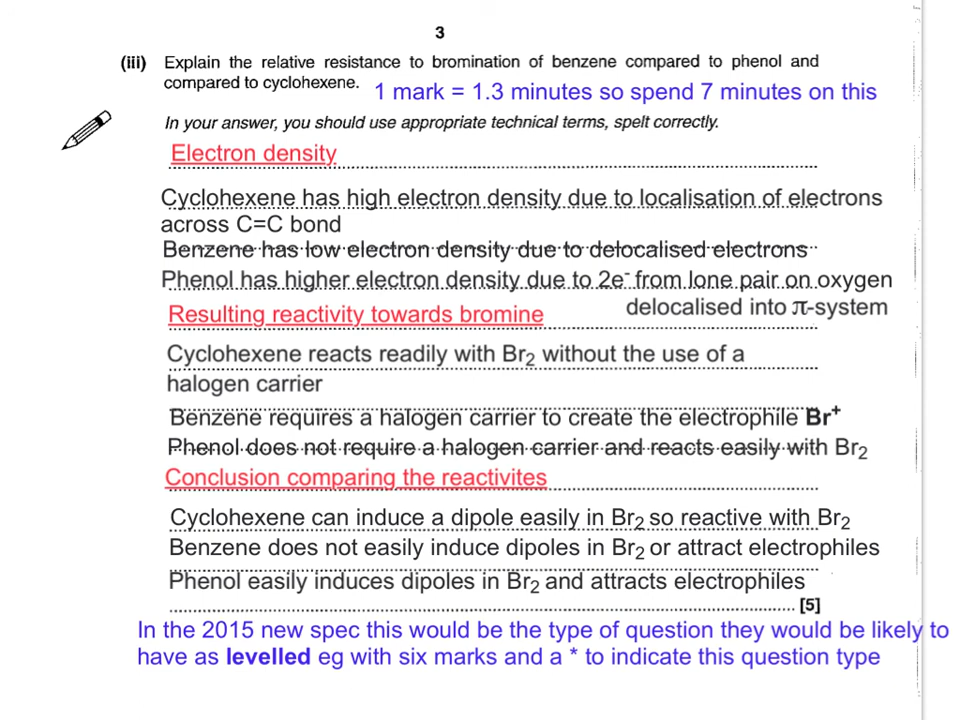 3
(iii) Explain the relative resistance to bromination of benzene compared to phenol and
compared to cyclohexene. 1 mark = 1.3 minutes so spend 7 minutes on this
In your answer, you should use appropriate technical terms, spelt correctly.
Electron density
Cyclohexene has high electron density due to localisation of electrons
across C=C bond
Benzene has low electron density due to delocalised electrons
Phenol has higher electron density due to 2e⁻ from lone pair on oxygen
delocalised into π-system
Resulting reactivity towards bromine
Cyclohexene reacts readily with Br₂ without the use of a
halogen carrier
Benzene requires a halogen carrier to create the electrophile Br⁺
Phenol does not require a halogen carrier and reacts easily with Br₂
Conclusion comparing the reactivites
Cyclohexene can induce a dipole easily in Br₂ so reactive with Br₂
Benzene does not easily induce dipoles in Br₂ or attract electrophiles
Phenol easily induces dipoles in Br₂ and attracts electrophiles
[5]
In the 2015 new spec this would be the type of question they would be likely to
have as levelled eg with six marks and a * to indicate this question type